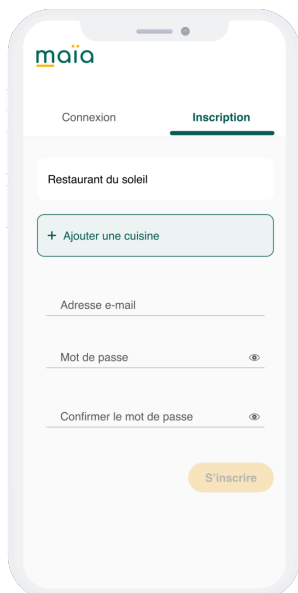 maïa
Connexion Inscription
Restaurant du soleil
+ Ajouter une cuisine
Adresse e-mail
Mot de passe
Confirmer le mot de passe
S'inscrire